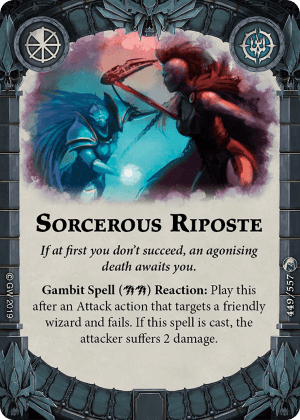 SORCEROUS RIPOSTE
If at first you don't succeed, an agonising
death awaits you.
Gambit Spell () Reaction: Play this
after an Attack action that targets a friendly
wizard and fails. If this spell is cast, the
attacker suffers 2 damage.
© GW 2019
449/557